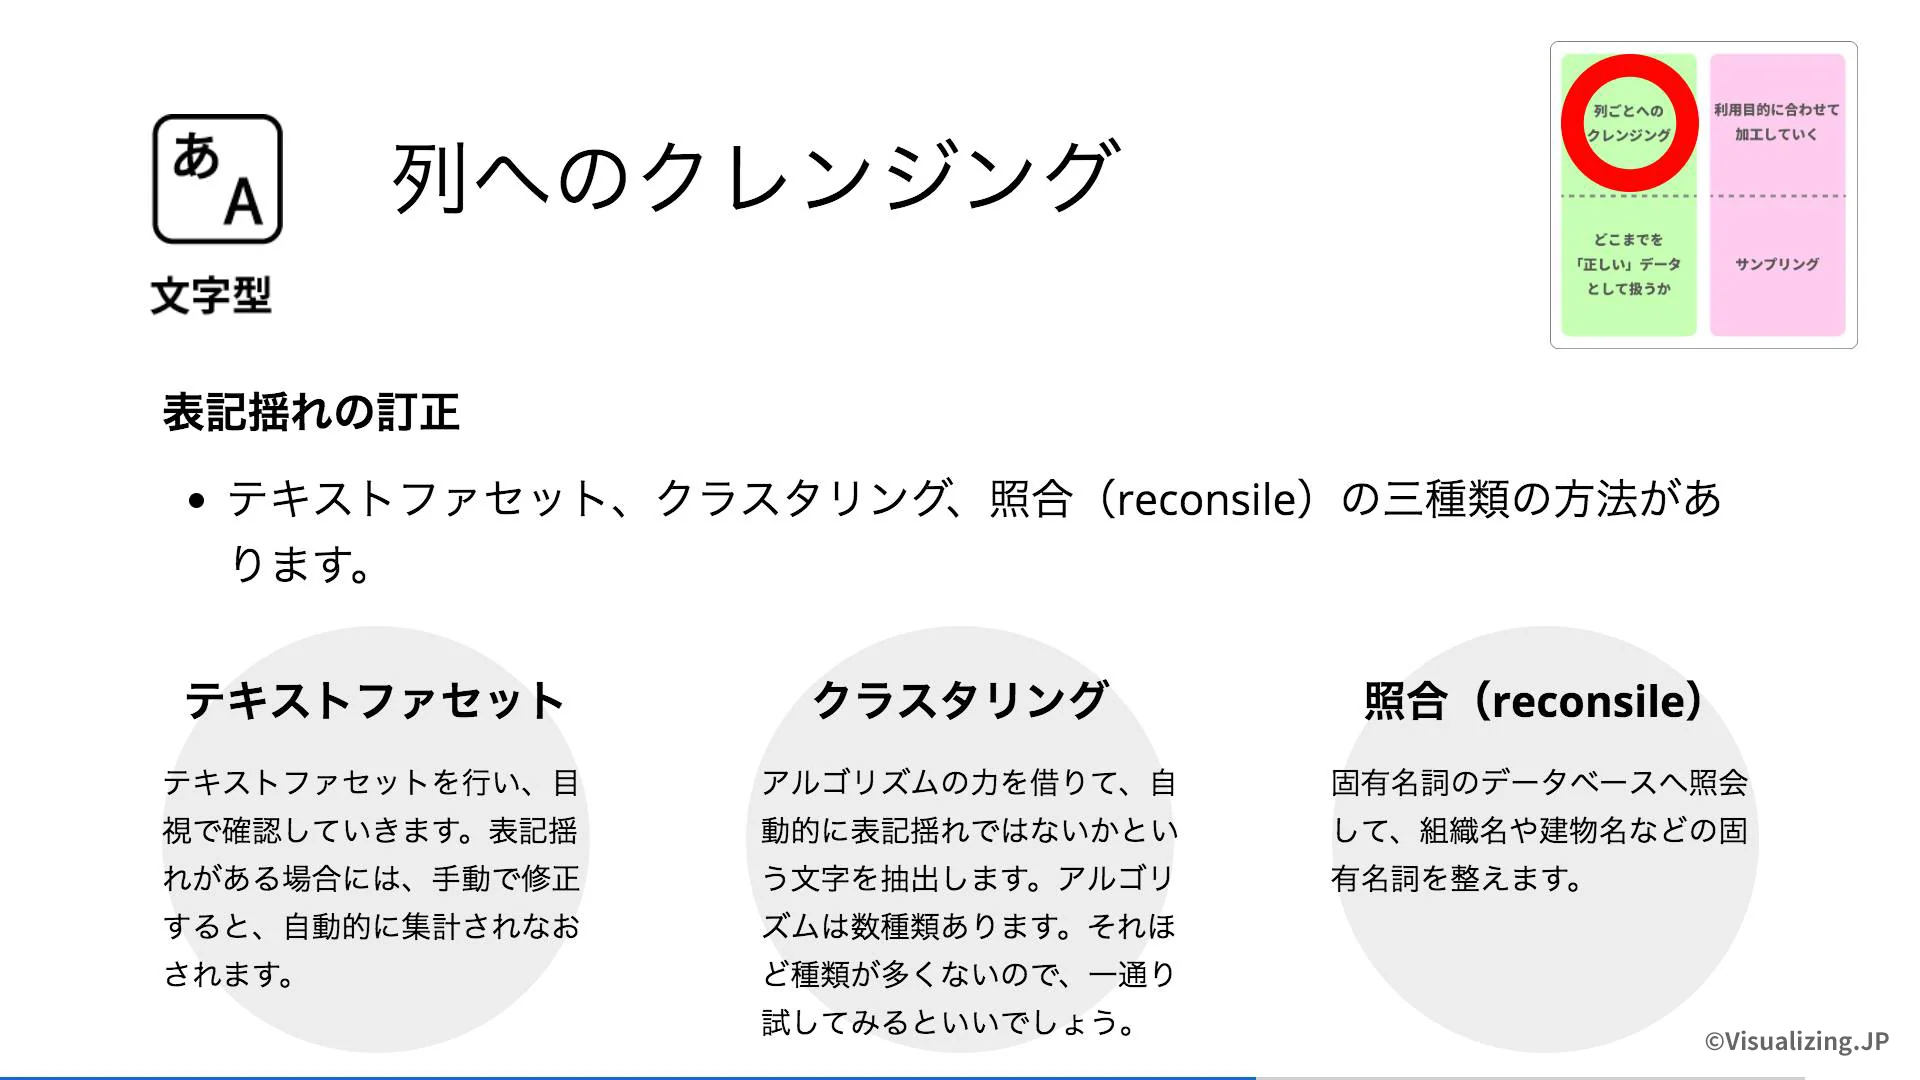 あ
A
文字型
列へのクレンジング
列ごとへの
クレンジング
利用目的に合わせて
加工していく
どこまでを
「正しい」データ
として扱うか
サンプリング
表記揺れの訂正
• テキストファセット、クラスタリング、照合（reconsile）の三種類の方法があ
ります。
テキストファセット
テキストファセットを行い、目
視で確認していきます。表記揺
れがある場合には、手動で修正
すると、自動的に集計されなお
されます。
クラスタリング
アルゴリズムの力を借りて、自
動的に表記揺れではないかとい
う文字を抽出します。アルゴリ
ズムは数種類あります。それほ
ど種類が多くないので、一通り
試してみるといいでしょう。
照合（reconsile）
固有名詞のデータベースへ照会
して、組織名や建物名などの固
有名詞を整えます。
©Visualizing.JP